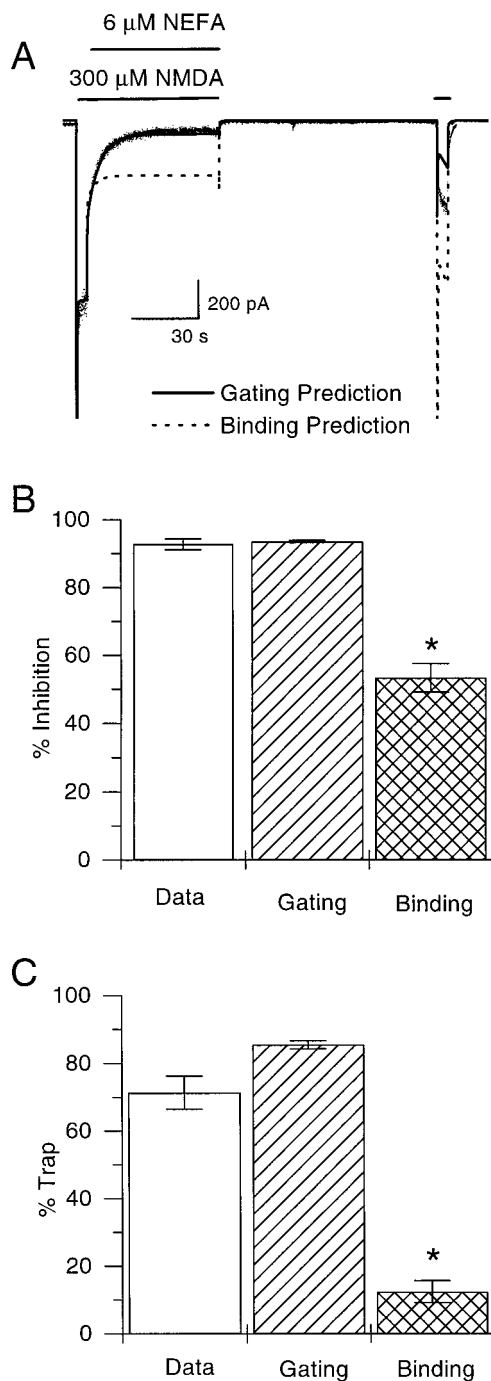 A
6 µM NEFA
300 µM NMDA
200 pA
30 s
Gating Prediction
Binding Prediction
B
100
80
60
40
20
0
% Inhibition
*
Data
Gating
Binding
C
100
80
60
40
20
0
% Trap
*
Data
Gating
Binding